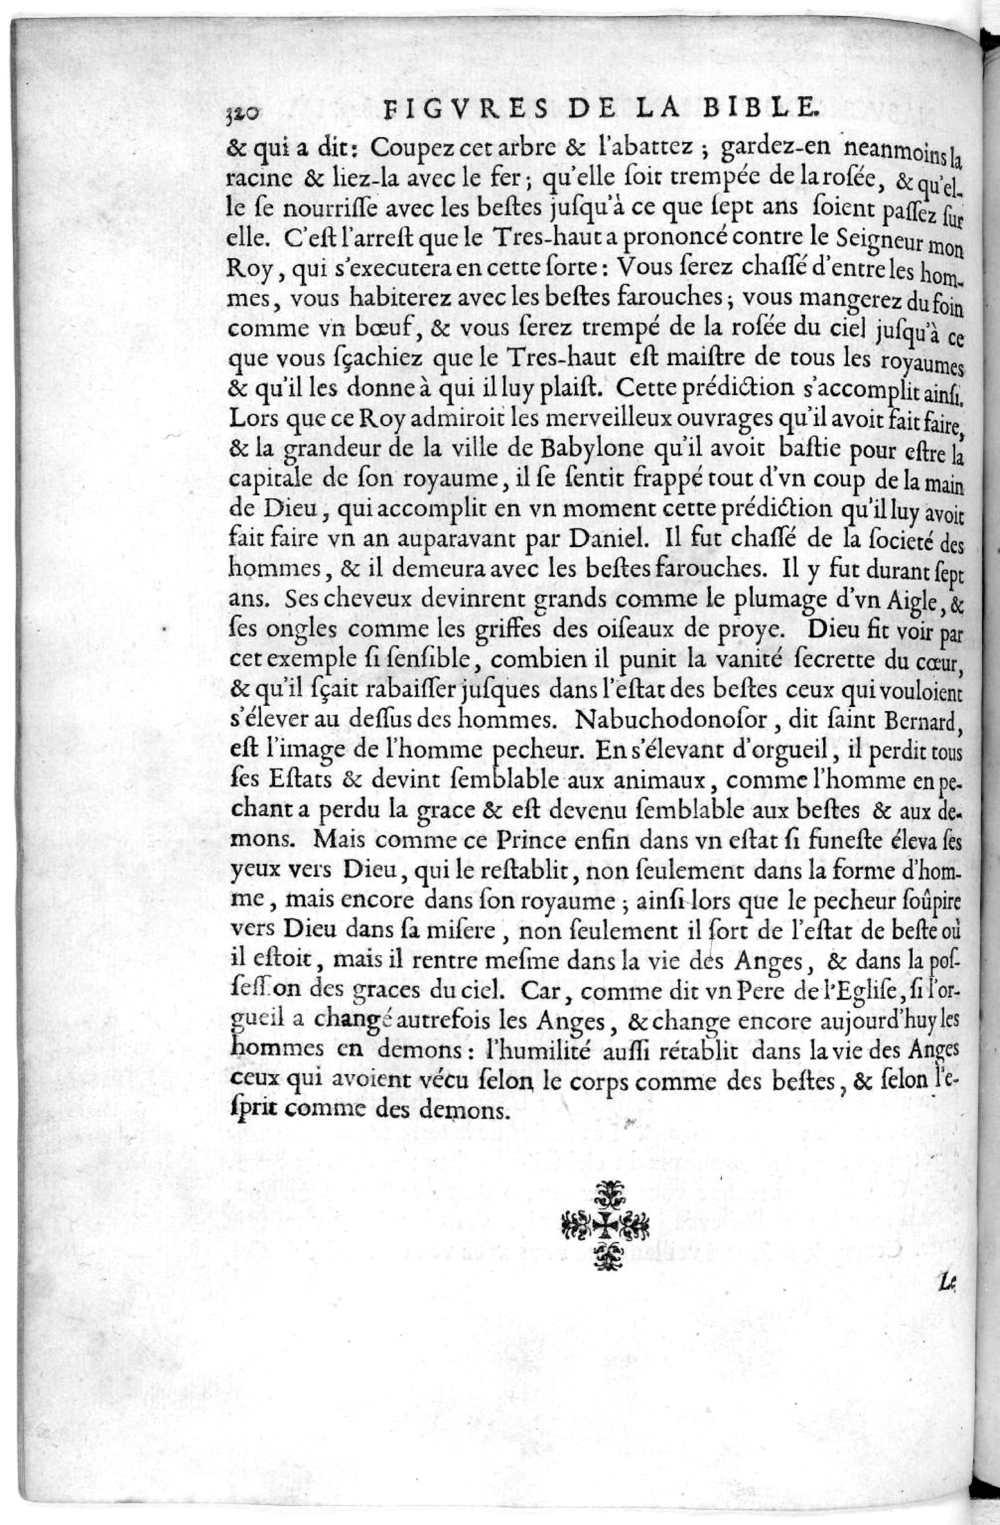 320 FIGVRES DE LA BIBLE.
& qui a dit: Coupez cet arbre & l'abattez ; gardez-en neanmoins la
racine & liez-la avec le fer ; qu'elle ſoit trempée de la roſée, & qu'el-
le ſe nourriſſe avec les beſtes juſqu'à ce que ſept ans ſoient paſſez ſur
elle. C'eſt l'arreſt que le Tres-haut a prononcé contre le Seigneur mon
Roy, qui s'executera en cette ſorte : Vous ſerez chaſſé d'entre les hom-
mes, vous habiterez avec les beſtes farouches ; vous mangerez du foin
comme vn bœuf, & vous ſerez trempé de la roſée du ciel juſqu'à ce
que vous ſçachiez que le Tres-haut eſt maiſtre de tous les royaumes
& qu'il les donne à qui il luy plaiſt. Cette prédiction s'accomplit ainſi.
Lors que ce Roy admiroit les merveilleux ouvrages qu'il avoit fait faire,
& la grandeur de la ville de Babylone qu'il avoit baſtie pour eſtre la
capitale de ſon royaume, il ſe ſentit frappé tout d'vn coup de la main
de Dieu, qui accomplit en vn moment cette prédiction qu'il luy avoit
fait faire vn an auparavant par Daniel. Il fut chaſſé de la ſocieté des
hommes, & il demeura avec les beſtes farouches. Il y fut durant ſept
ans. Ses cheveux devinrent grands comme le plumage d'vn Aigle, &
ſes ongles comme les griffes des oiſeaux de proye. Dieu fit voir par
cet exemple ſi ſenſible, combien il punit la vanité ſecrette du cœur,
& qu'il ſçait rabaiſſer juſques dans l'eſtat des beſtes ceux qui vouloient
s'élever au deſſus des hommes. Nabuchodonoſor, dit ſaint Bernard,
eſt l'image de l'homme pecheur. En s'élevant d'orgueil, il perdit tous
ſes Eſtats & devint ſemblable aux animaux, comme l'homme en pe-
chant a perdu la grace & eſt devenu ſemblable aux beſtes & aux de-
mons. Mais comme ce Prince enfin dans vn eſtat ſi funeſte éleva ſes
yeux vers Dieu, qui le reſtablit, non ſeulement dans la forme d'hom-
me, mais encore dans ſon royaume ; ainſi lors que le pecheur ſoûpire
vers Dieu dans ſa miſere, non ſeulement il ſort de l'eſtat de beſte où
il eſtoit, mais il rentre meſme dans la vie des Anges, & dans la poſ-
ſeſſion des graces du ciel. Car, comme dit vn Pere de l'Egliſe, ſi l'or-
gueil a changé autrefois les Anges, & change encore aujourd'huy les
hommes en demons : l'humilité auſſi rétablit dans la vie des Anges
ceux qui avoient vécu ſelon le corps comme des beſtes, & ſelon l'e-
ſprit comme des demons.
Le